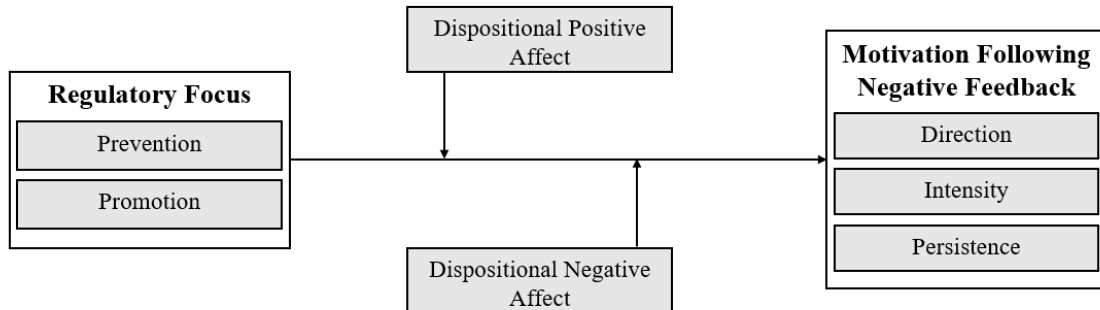 Dispositional Positive
Affect
Regulatory Focus
Prevention
Promotion
Motivation Following
Negative Feedback
Direction
Intensity
Persistence
Dispositional Negative
Affect